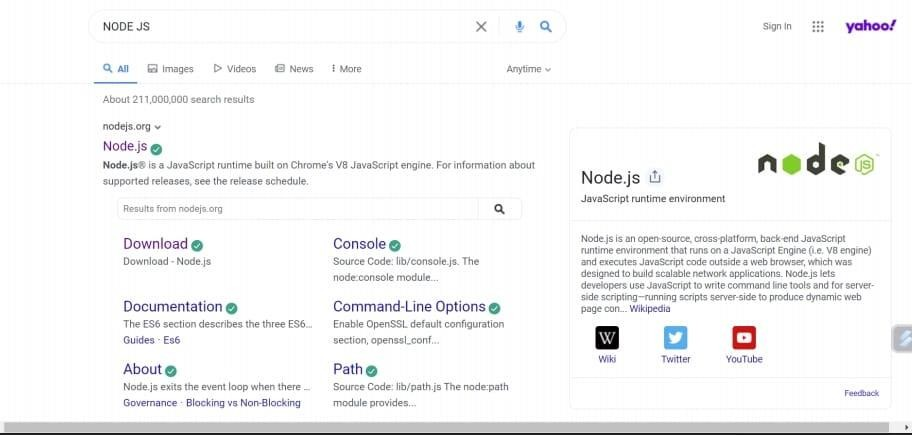 NODE JS
Sign In
yahoo!
All
Images
Videos
News
More
Anytime
About 211,000,000 search results
nodejs.org
Node.js
Node.js® is a JavaScript runtime built on Chrome's V8 JavaScript engine. For information about
supported releases, see the release schedule.
Results from nodejs.org
Download
Download - Node.js
Console
Source Code: lib/console.js. The
node:console module...
Documentation
The ES6 section describes the three ES6...
Guides · Es6
Command-Line Options
Enable OpenSSL default configuration
section, openssl_conf...
About
Node.js exits the event loop when there ...
Governance · Blocking vs Non-Blocking
Path
Source Code: lib/path.js The node:path
module provides...
Node.js
JavaScript runtime environment
node
JS
Node.js is an open-source, cross-platform, back-end JavaScript
runtime environment that runs on a JavaScript Engine (i.e. V8 engine)
and executes JavaScript code outside a web browser, which was
designed to build scalable network applications. Node.js lets
developers use JavaScript to write command line tools and for server-
side scripting—running scripts server-side to produce dynamic web
page con... Wikipedia
W
Wiki
Twitter
YouTube
Feedback